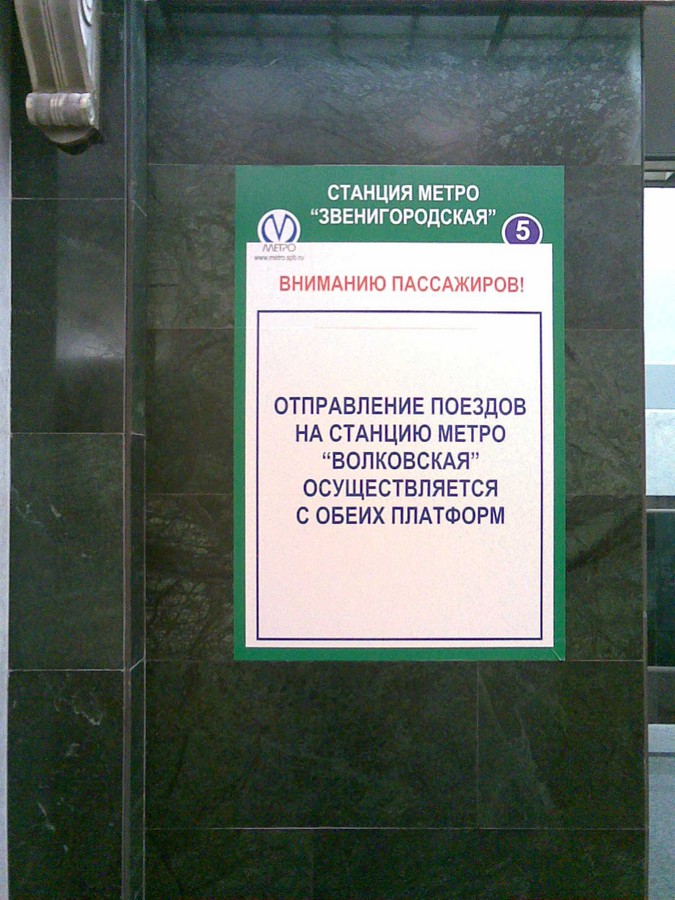 СТАНЦИЯ МЕТРО
“ЗВЕНИГОРОДСКАЯ”
5
МЕТРО
www.metro.spb.ru
ВНИМАНИЮ ПАССАЖИРОВ!
ОТПРАВЛЕНИЕ ПОЕЗДОВ
НА СТАНЦИЮ МЕТРО
“ВОЛКОВСКАЯ”
ОСУЩЕСТВЛЯЕТСЯ
С ОБЕИХ ПЛАТФОРМ